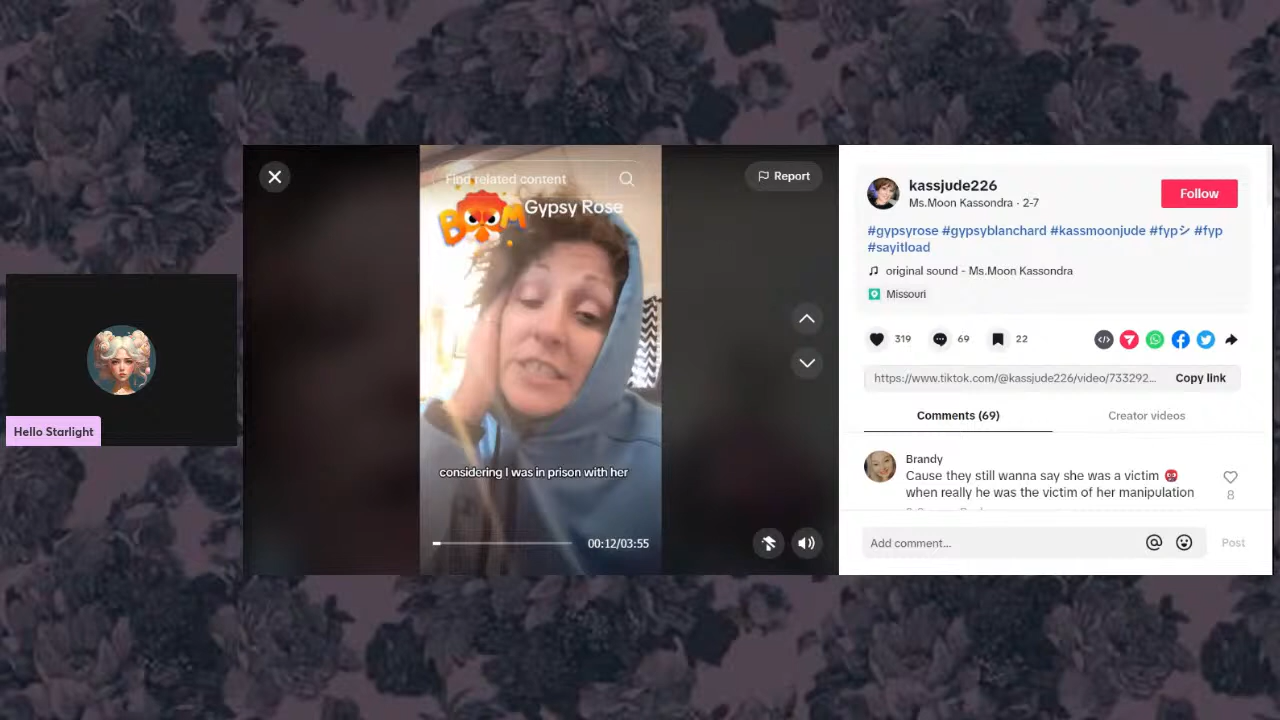 Hello Starlight
Find related content
BOOM
Gypsy Rose
considering I was in prison with her
00:12/03:55
Report
kassjude226
Ms.Moon Kassondra · 2-7
Follow
#gypsyrose #gypsyblanchard #kassmoonjude #fypシ #fyp
#sayitload
original sound - Ms.Moon Kassondra
Missouri
319
69
22
https://www.tiktok.com/@kassjude226/video/733292...
Copy link
Comments (69)
Creator videos
Brandy
Cause they still wanna say she was a victim
when really he was the victim of her manipulation
8
Add comment...
Post